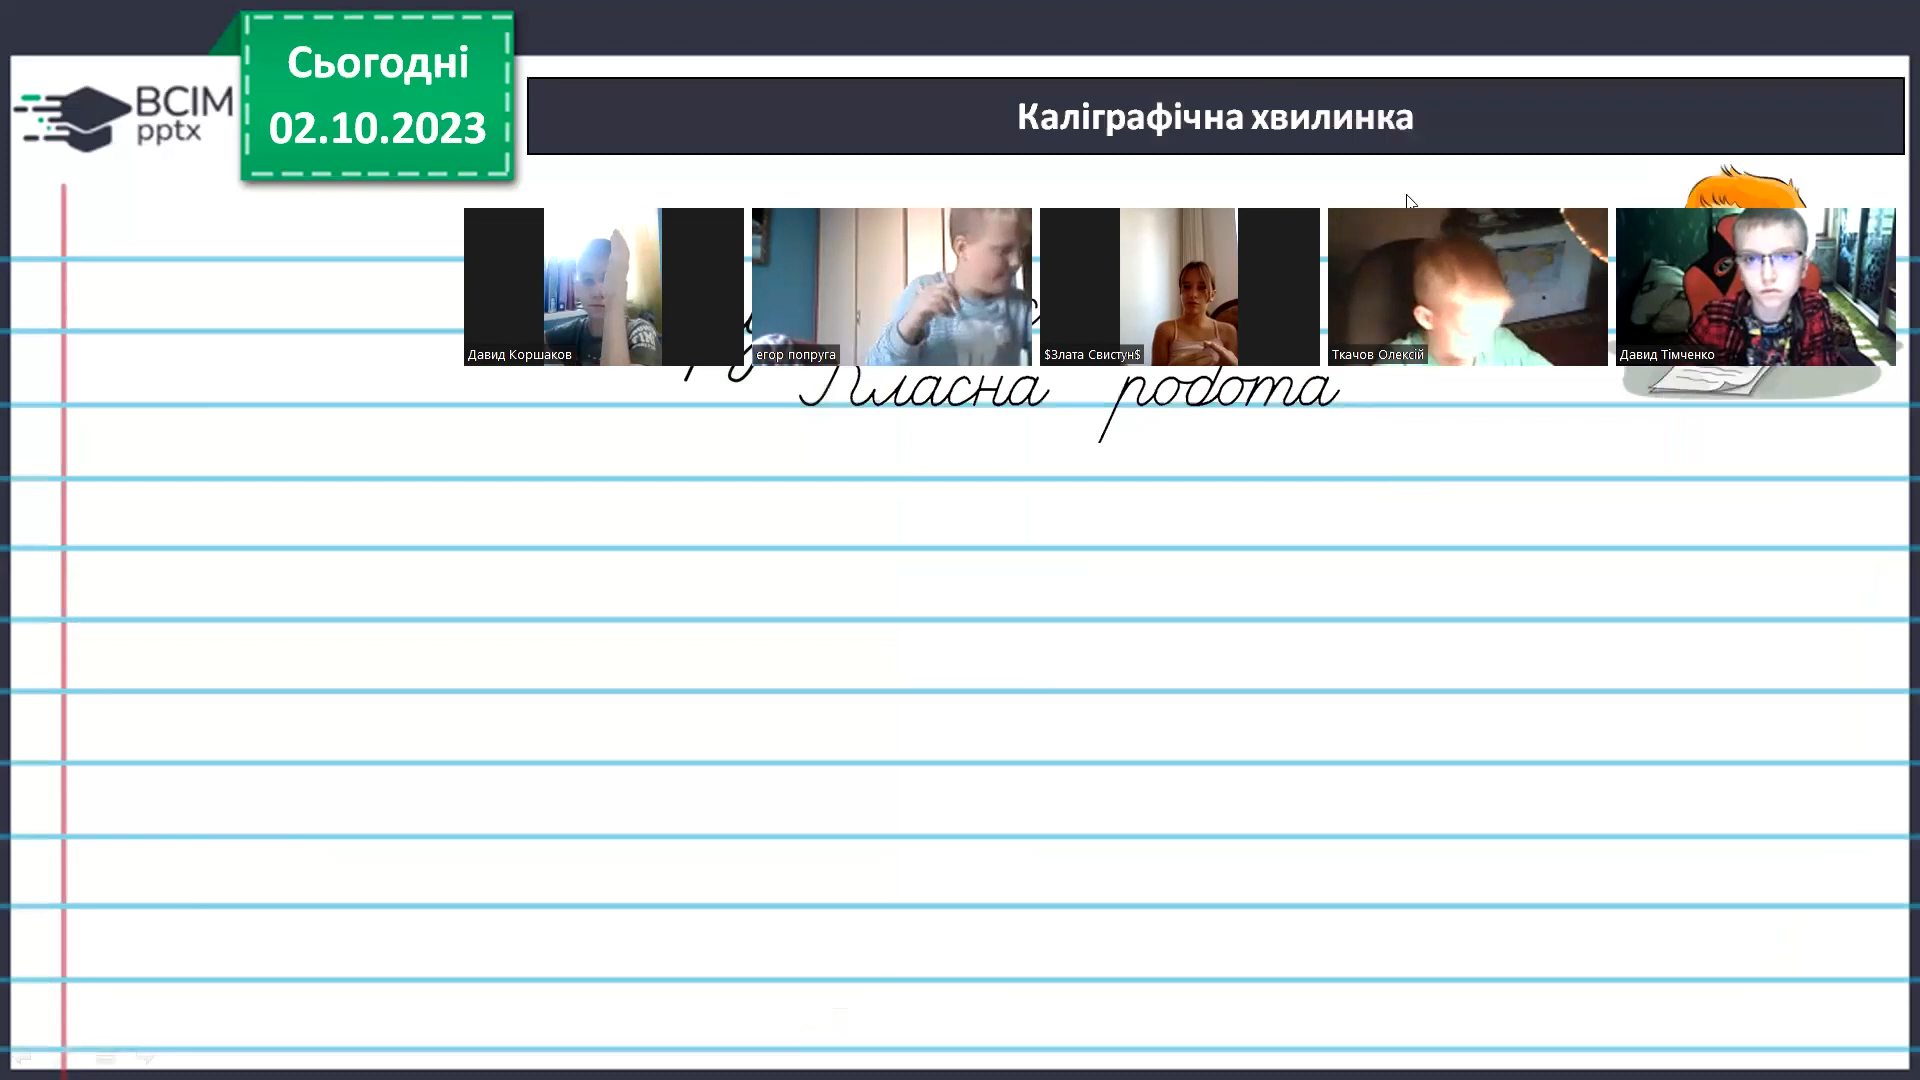 Сьогодні
02.10.2023
ВСІМ
pptx
Каліграфічна хвилинка
Давид Коршаков
егор попруга
$Злата Свистун$
Ткачов Олексій
Давид Тімченко
Класна робота